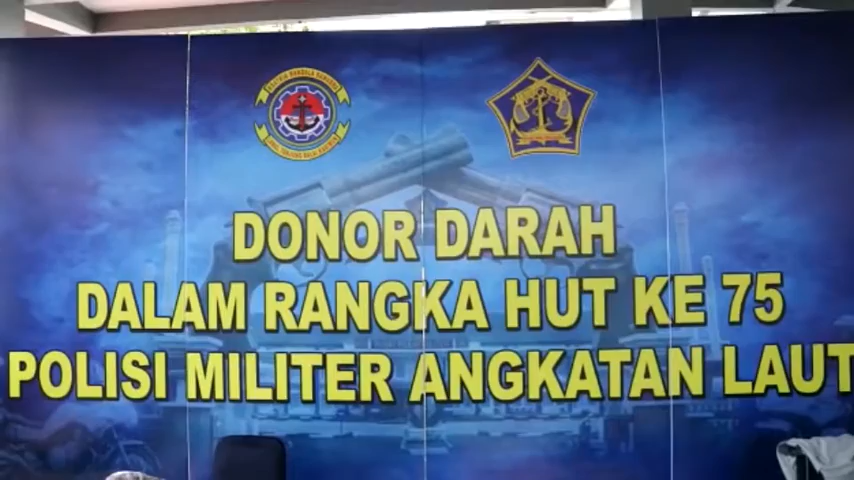 DONOR DARAH
DALAM RANGKA HUT KE 75
POLISI MILITER ANGKATAN LAUT